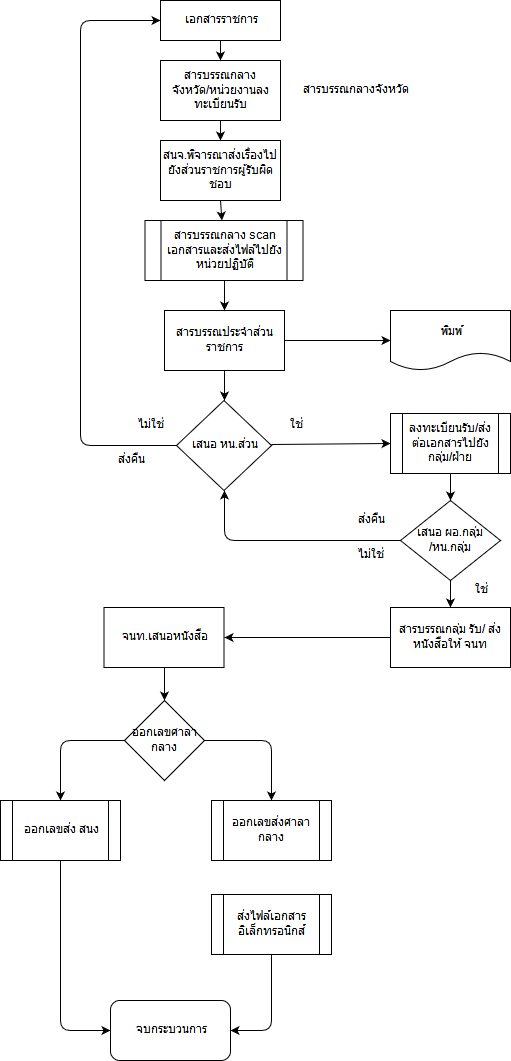 เอกสารราชการ
สารบรรณกลาง
จังหวัด/หน่วยงานลง
ทะเบียนรับ
สารบรรณกลางจังหวัด
สนจ.พิจารณาส่งเรื่องไป
ยังส่วนราชการผู้รับผิด
ชอบ
สารบรรณกลาง scan
เอกสารและส่งไฟล์ไปยัง
หน่วยปฏิบัติ
สารบรรณประจำส่วน
ราชการ
พิมพ์
ไม่ใช่
ใช่
เสนอ หน.ส่วน
ส่งคืน
ลงทะเบียนรับ/ส่ง
ต่อเอกสารไปยัง
กลุ่ม/ฝ่าย
ส่งคืน
ไม่ใช่
เสนอ ผอ.กลุ่ม
/หน.กลุ่ม
ใช่
จนท.เสนอหนังสือ
สารบรรณกลุ่ม รับ/ ส่ง
หนังสือให้ จนท
ออกเลขศาลา
กลาง
ออกเลขส่ง สนง
ออกเลขส่งศาลา
กลาง
ส่งไฟล์เอกสาร
อิเล็กทรอนิกส์
จบกระบวนการ